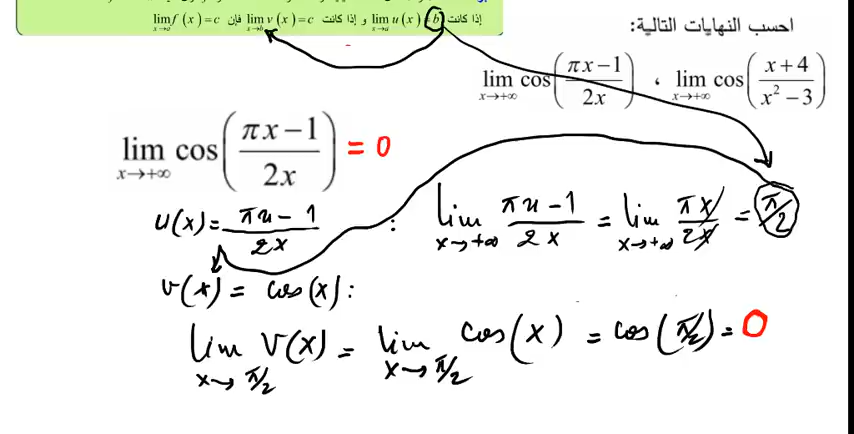 إذا كانت lim u(x) = b و إذا كانت lim v(x) = c فإن lim f(x) = c
x→a x→b x→a
احسب النهايات التالية:
lim cos((πx−1)/(2x)) ، lim cos((x+4)/(x²−3))
x→+∞ x→+∞
lim cos((πx−1)/(2x)) = 0
x→+∞
u(x) = (πx−1)/(2x) : lim (πx−1)/(2x) = lim (πx)/(2x) = π/2
x→+∞ x→+∞
v(x) = cos(x) :
lim V(x) = lim cos(x) = cos(π/2) = 0
x→π/2 x→π/2